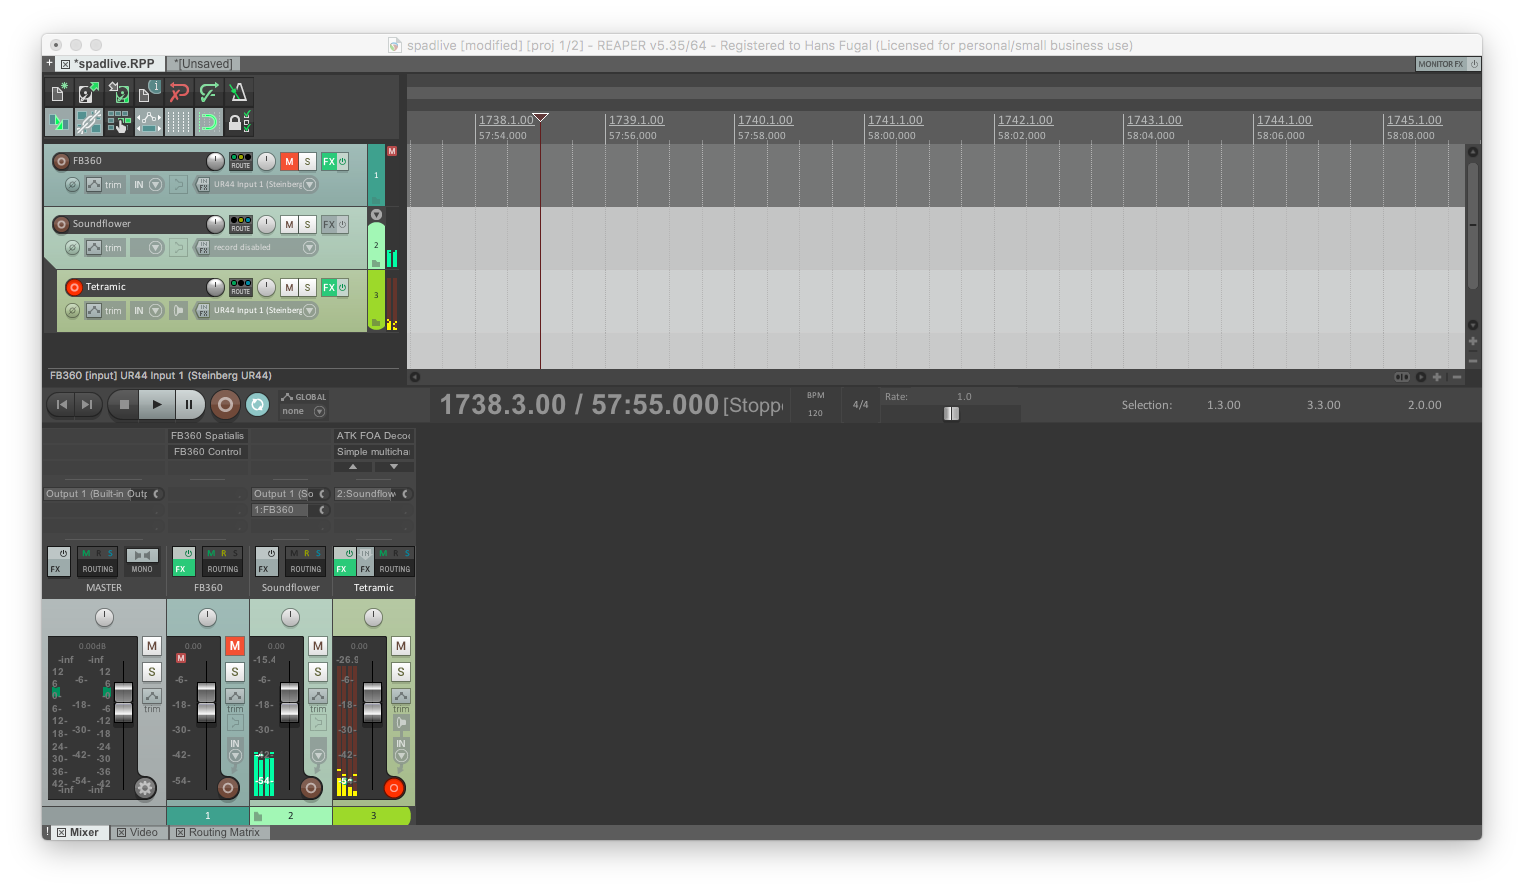 spadlive [modified] [proj 1/2] - REAPER v5.35/64 - Registered to Hans Fugal (Licensed for personal/small business use)
+ *spadlive.RPP *[Unsaved] MONITOR FX
1738.1.00 1739.1.00 1740.1.00 1741.1.00 1742.1.00 1743.1.00 1744.1.00 1745.1.00
57:54.000 57:56.000 57:58.000 58:00.000 58:02.000 58:04.000 58:06.000 58:08.000
FB360 ROUTE M S FX M
trim IN IN FX UR44 Input 1 (Steinberg
1
Soundflower ROUTE M S FX
trim IN FX record disabled
2
Tetramic ROUTE M S FX
trim IN IN FX UR44 Input 1 (Steinberg
3
FB360 [input] UR44 Input 1 (Steinberg UR44)
GLOBAL
none
1738.3.00 / 57:55.000 [Stopp
BPM
120
4/4
Rate: 1.0
Selection: 1.3.00 3.3.00 2.0.00
FB360 Spatialis ATK FOA Deco
FB360 Control Simple multicha
Output 1 (Built-in Outp Output 1 (So 2:Soundflow
1:FB360
FX M R S ROUTING MONO FX M R S ROUTING FX M R S ROUTING FX IN FX M R S ROUTING
MASTER FB360 Soundflower Tetramic
0.00dB 0.00 0.00 0.00
M M M M
-inf -inf M -15.4 -26.9
S S S S
12 12
6 -6- 6 -6- -6- -6-
0- -0
6- -18- -6 -18- -18- -18-
trim trim trim trim
12- -12
18- -30- -18 -30- -30- -30-
24- -24 IN IN
30- -42- -30 -42- -42- -42-
36- -36
42- -54- -42 -54- -54- -54-
-inf -inf
1 2 3
! Mixer Video Routing Matrix